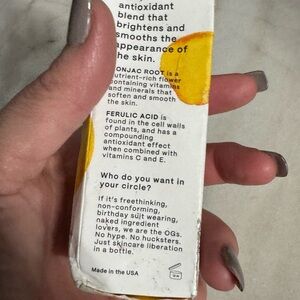 antioxidant
blend that
brightens and
smooths the
appearance of
the skin.
KONJAC ROOT is a
nutrient-rich flower
containing vitamins
and minerals that
soften and smooth
the skin.
FERULIC ACID is
found in the cell walls
of plants, and has a
compounding
antioxidant effect
when combined with
vitamins C and E.
Who do you want in
your circle?
If it's freethinking,
non-conforming,
birthday suit wearing,
naked ingredient
lovers, we are the OGs.
No hype. No hucksters.
Just skincare liberation
in a bottle.
Made in the USA